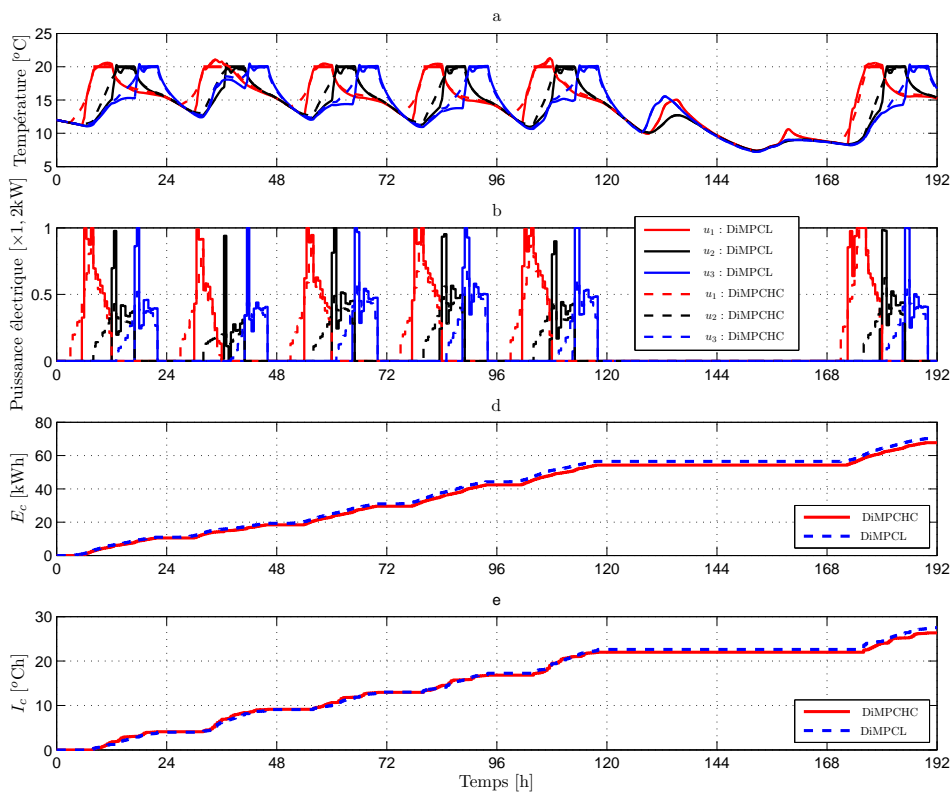 a
Température [°C]
25
20
15
10
5
0 24 48 72 96 120 144 168 192
b
Puissance électrique [×1, 2kW]
1
0.5
0
u₁ : DiMPCL
u₂ : DiMPCL
u₃ : DiMPCL
u₁ : DiMPCHC
u₂ : DiMPCHC
u₃ : DiMPCHC
0 24 48 72 96 120 144 168 192
d
E_c [kWh]
80
60
40
20
0
DiMPCHC
DiMPCL
0 24 48 72 96 120 144 168 192
e
I_c [°Ch]
30
20
10
0
DiMPCHC
DiMPCL
0 24 48 72 96 120 144 168 192
Temps [h]